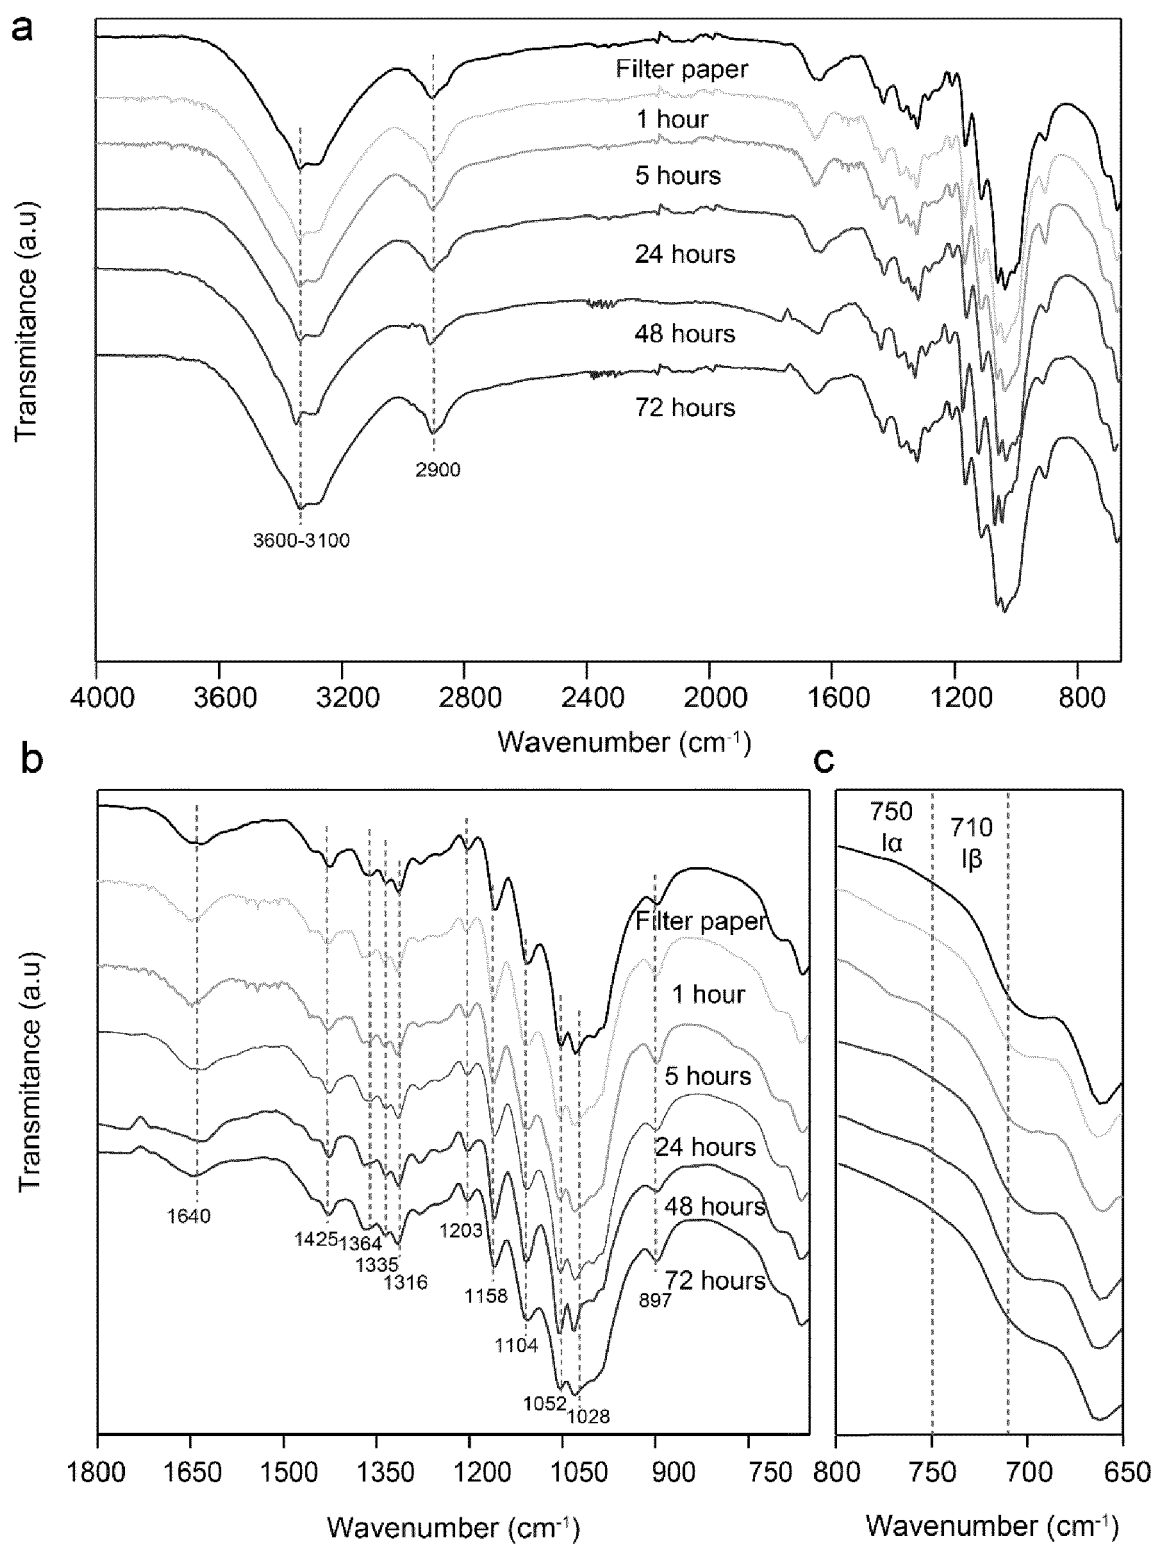 a
Filter paper
1 hour
5 hours
24 hours
48 hours
72 hours
2900
3600-3100
Transmitance (a.u)
4000 3600 3200 2800 2400 2000 1600 1200 800
Wavenumber (cm-1)
b
Filter paper
1 hour
5 hours
24 hours
48 hours
72 hours
1640
1425
1364
1335
1316
1203
1158
1104
1052
1028
897
Transmitance (a.u)
1800 1650 1500 1350 1200 1050 900 750
Wavenumber (cm-1)
c
750
Iα
710
Iβ
800 750 700 650
Wavenumber (cm-1)